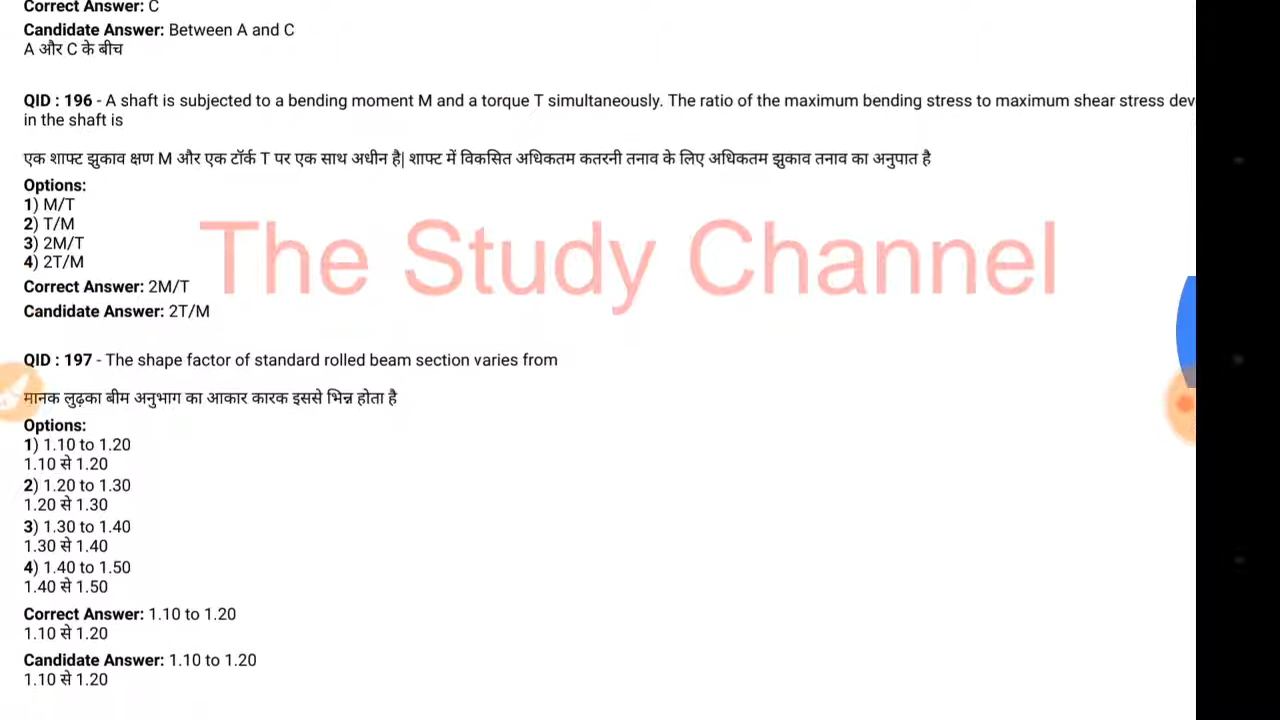 Correct Answer: C
Candidate Answer: Between A and C
A और C के बीच
QID : 196 - A shaft is subjected to a bending moment M and a torque T simultaneously. The ratio of the maximum bending stress to maximum shear stress dev
in the shaft is
एक शाफ्ट झुकाव क्षण M और एक टॉर्क T पर एक साथ अधीन है| शाफ्ट में विकसित अधिकतम कतरनी तनाव के लिए अधिकतम झुकाव तनाव का अनुपात है
Options:
1) M/T
2) T/M
3) 2M/T
4) 2T/M
The Study Channel
Correct Answer: 2M/T
Candidate Answer: 2T/M
QID : 197 - The shape factor of standard rolled beam section varies from
मानक लुढ़का बीम अनुभाग का आकार कारक इससे भिन्न होता है
Options:
1) 1.10 to 1.20
1.10 से 1.20
2) 1.20 to 1.30
1.20 से 1.30
3) 1.30 to 1.40
1.30 से 1.40
4) 1.40 to 1.50
1.40 से 1.50
Correct Answer: 1.10 to 1.20
1.10 से 1.20
Candidate Answer: 1.10 to 1.20
1.10 से 1.20